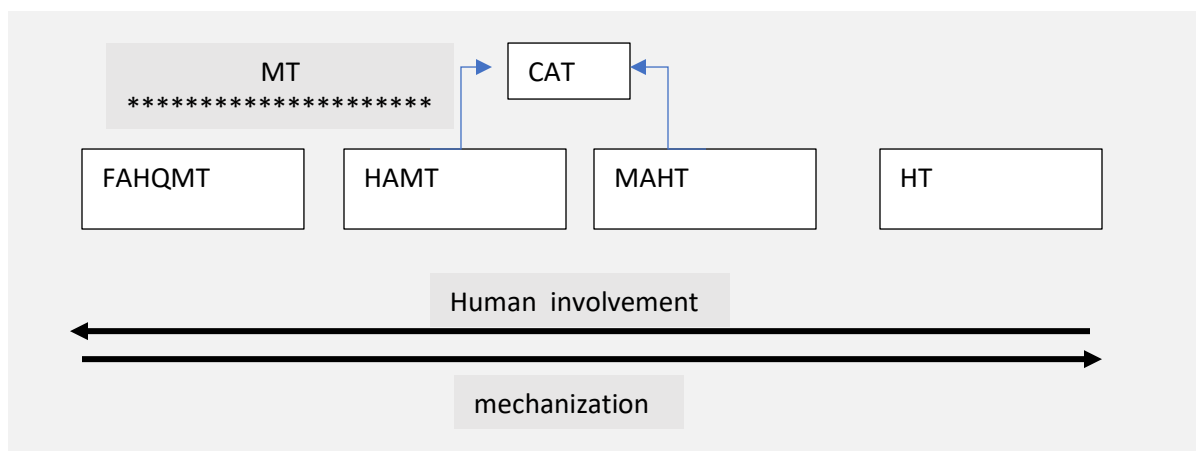 MT
CAT
*********************
FAHQMT
HAMT
MAHT
HT
Human involvement
mechanization